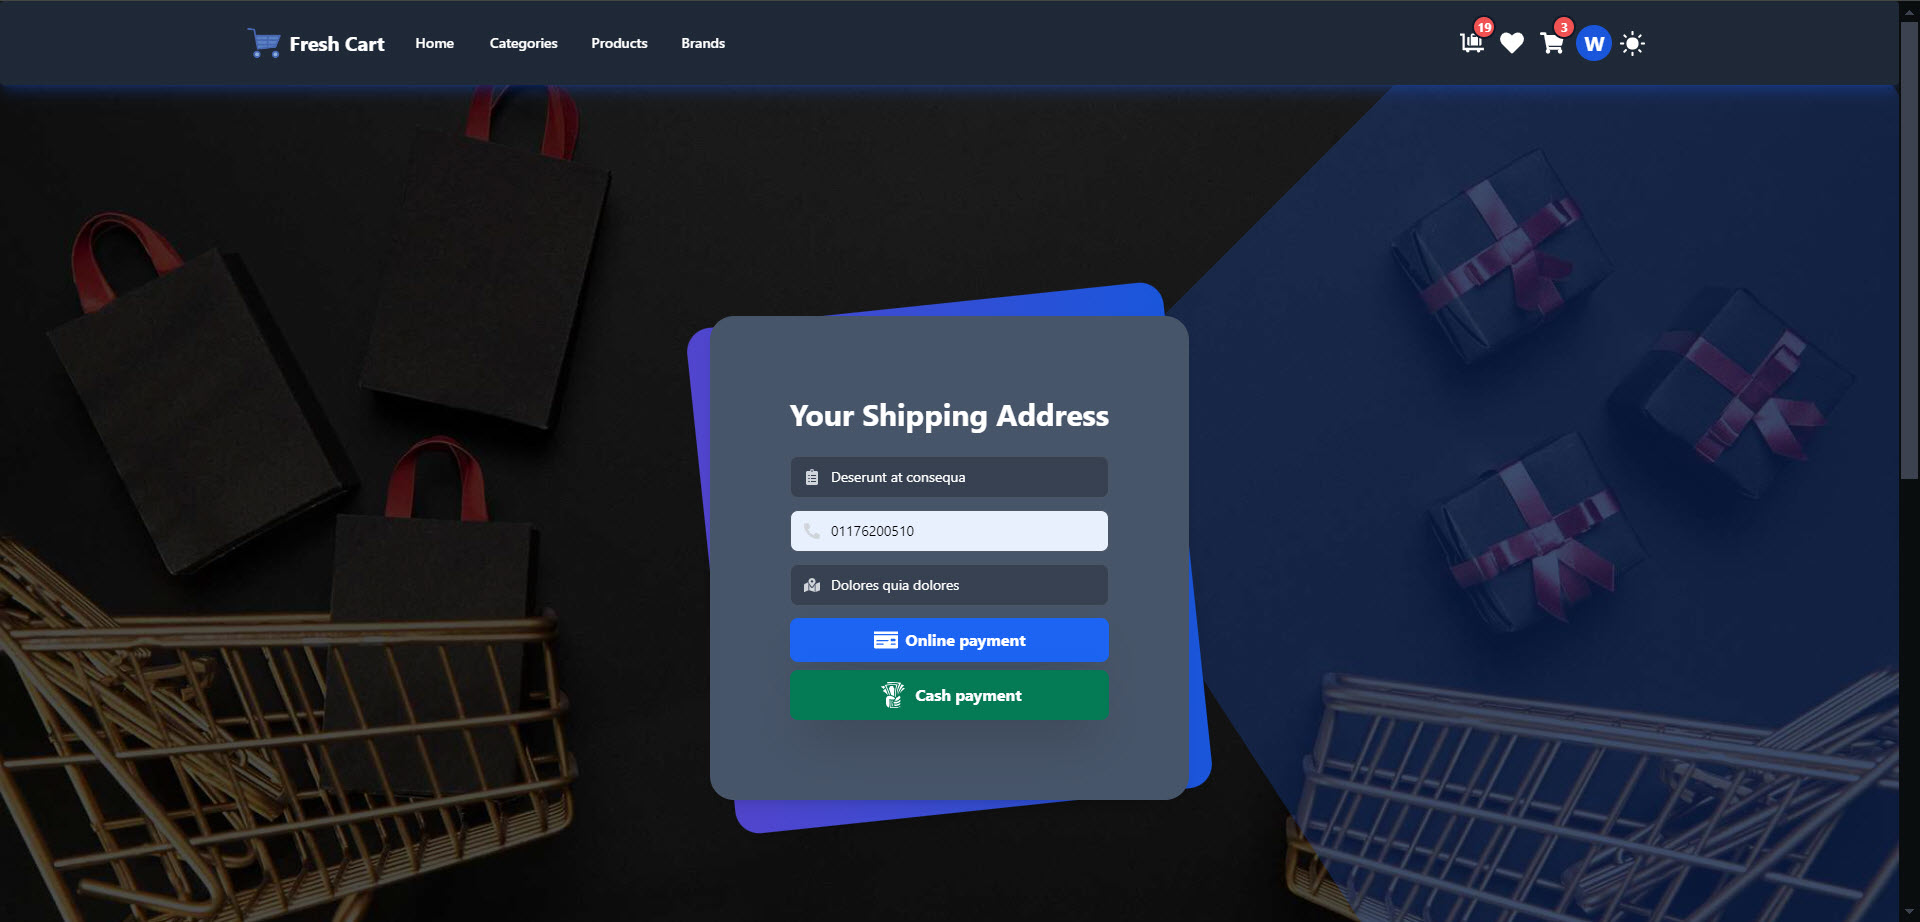 Fresh Cart Home Categories Products Brands 19 3 W
Your Shipping Address
Deserunt at consequa
01176200510
Dolores quia dolores
Online payment
Cash payment